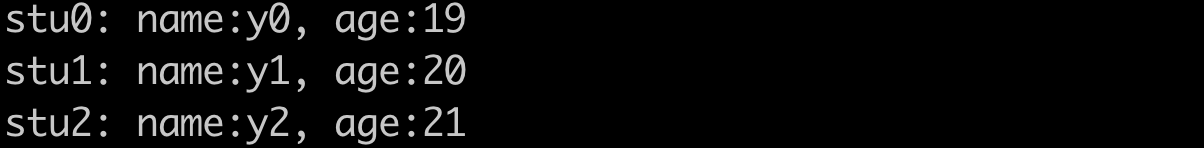 stu0: name:y0, age:19
stu1: name:y1, age:20
stu2: name:y2, age:21